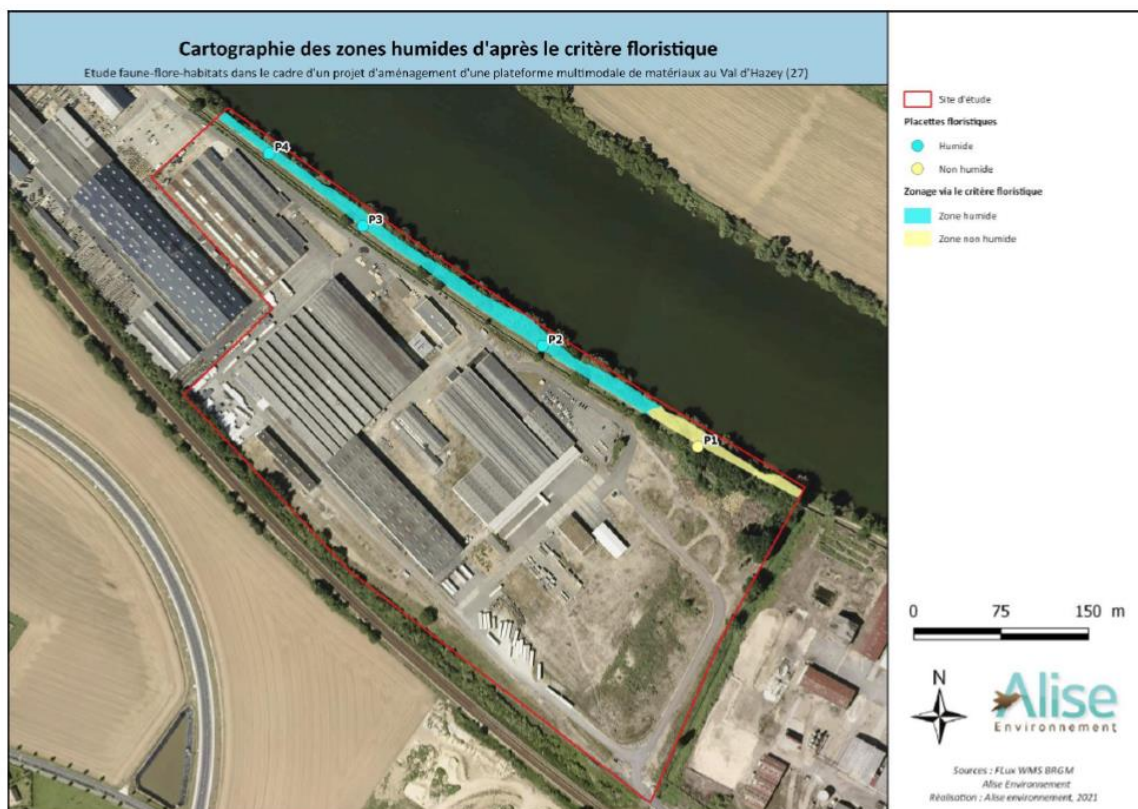 Cartographie des zones humides d'après le critère floristique
Etude faune-flore-habitats dans le cadre d'un projet d'aménagement d'une plateforme multimodale de matériaux au Val d'Hazey (27)
Site d'étude
Placettes floristiques
Humide
Non humide
Zonage via le critère floristique
Zone humide
Zone non humide
P4
P3
P2
P1
0 75 150 m
N
Alise
Environnement
Sources : FLux WMS BRGM
Alise Environnement
Réalisation : Alise environnement, 2021